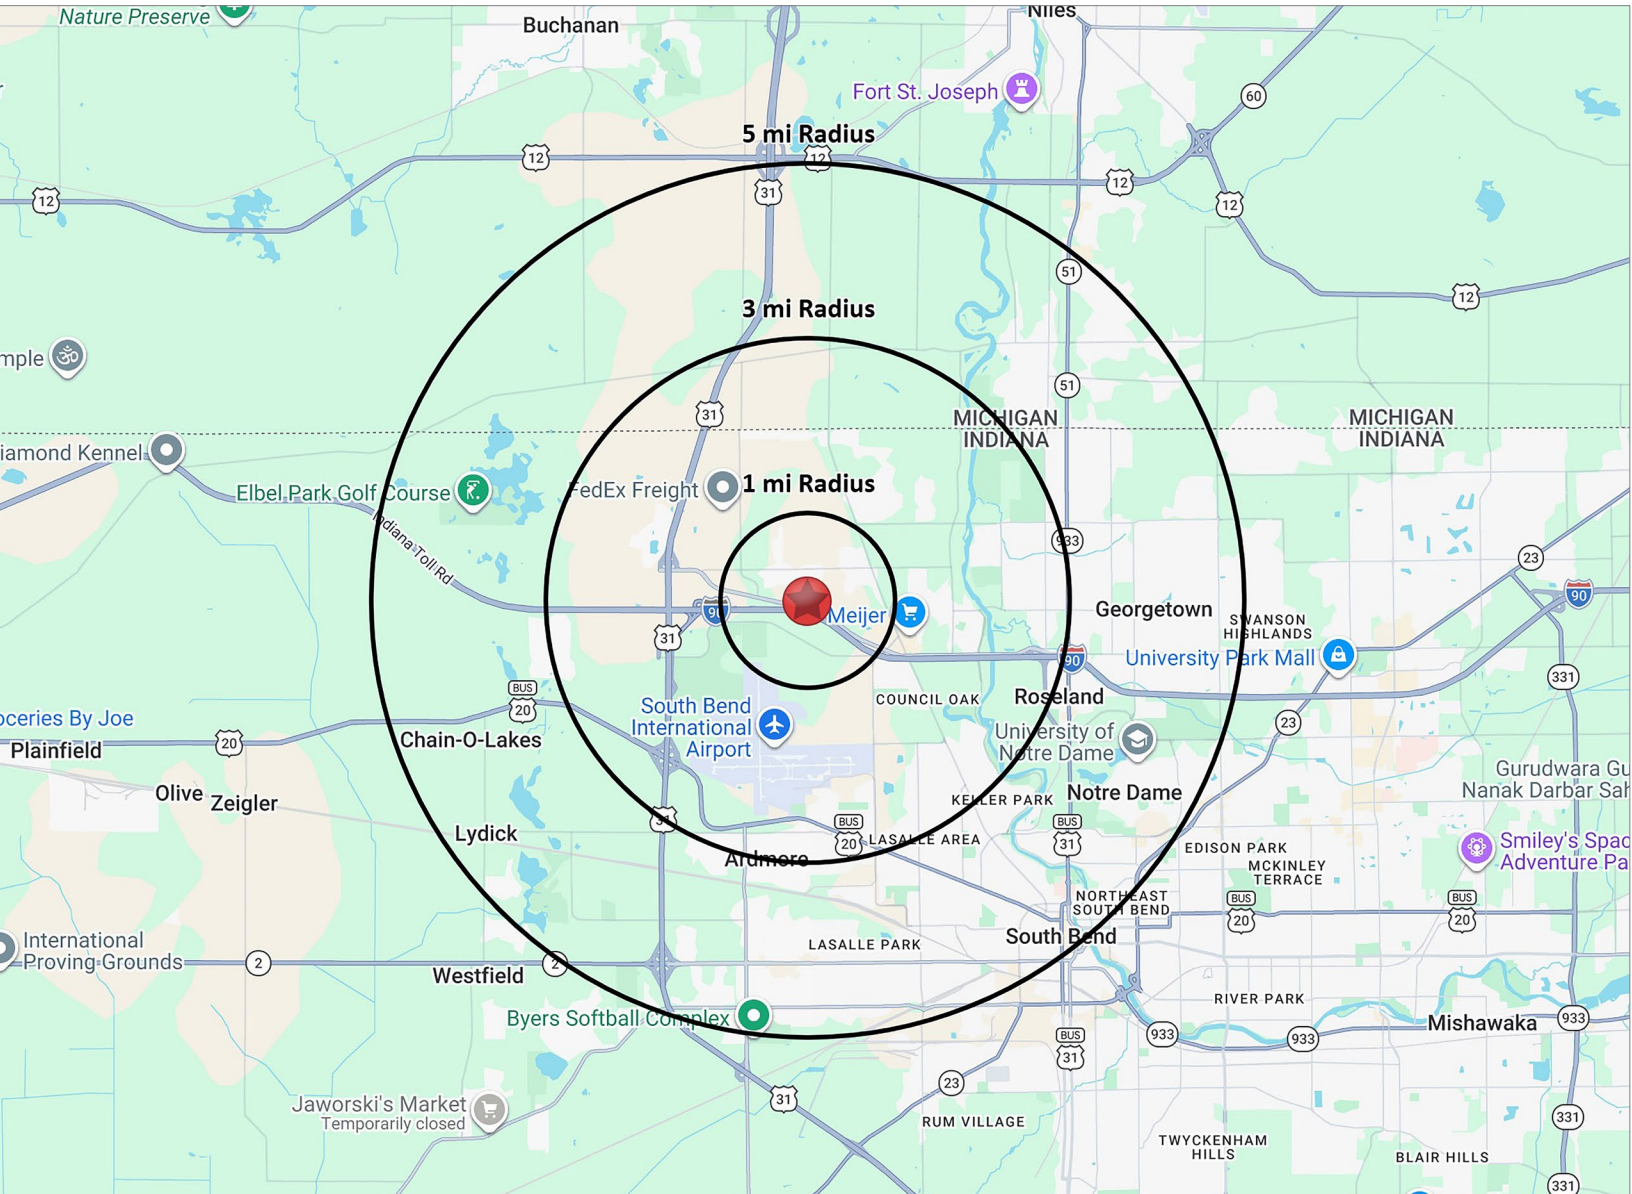 Nature Preserve
Buchanan
Niles
Fort St. Joseph
60
5 mi Radius
12
12
31
12
12
12
51
12
3 mi Radius
mple
51
31
MICHIGAN
INDIANA
MICHIGAN
INDIANA
iamond Kennel
Elbel Park Golf Course
FedEx Freight
1 mi Radius
Indiana Toll Rd
933
23
90
90
Meijer
Georgetown
SWANSON
HIGHLANDS
31
University Park Mall
90
331
BUS
20
South Bend
International
Airport
COUNCIL OAK
Roseland
oceries By Joe
Plainfield
20
Chain-O-Lakes
University of
Notre Dame
23
Olive
Zeigler
KELLER PARK
Notre Dame
Gurudwara Gu
Nanak Darbar Sah
31
Lydick
BUS
20
LASALLE AREA
BUS
31
EDISON PARK
Smiley's Spac
Adventure Pa
Ardmore
MCKINLEY
TERRACE
NORTHEAST
SOUTH BEND
BUS
20
BUS
20
International
Proving Grounds
2
2
LASALLE PARK
South Bend
Westfield
RIVER PARK
Byers Softball Complex
933
933
Mishawaka
933
BUS
31
23
31
Jaworski's Market
Temporarily closed
RUM VILLAGE
331
TWYCKENHAM
HILLS
BLAIR HILLS
331